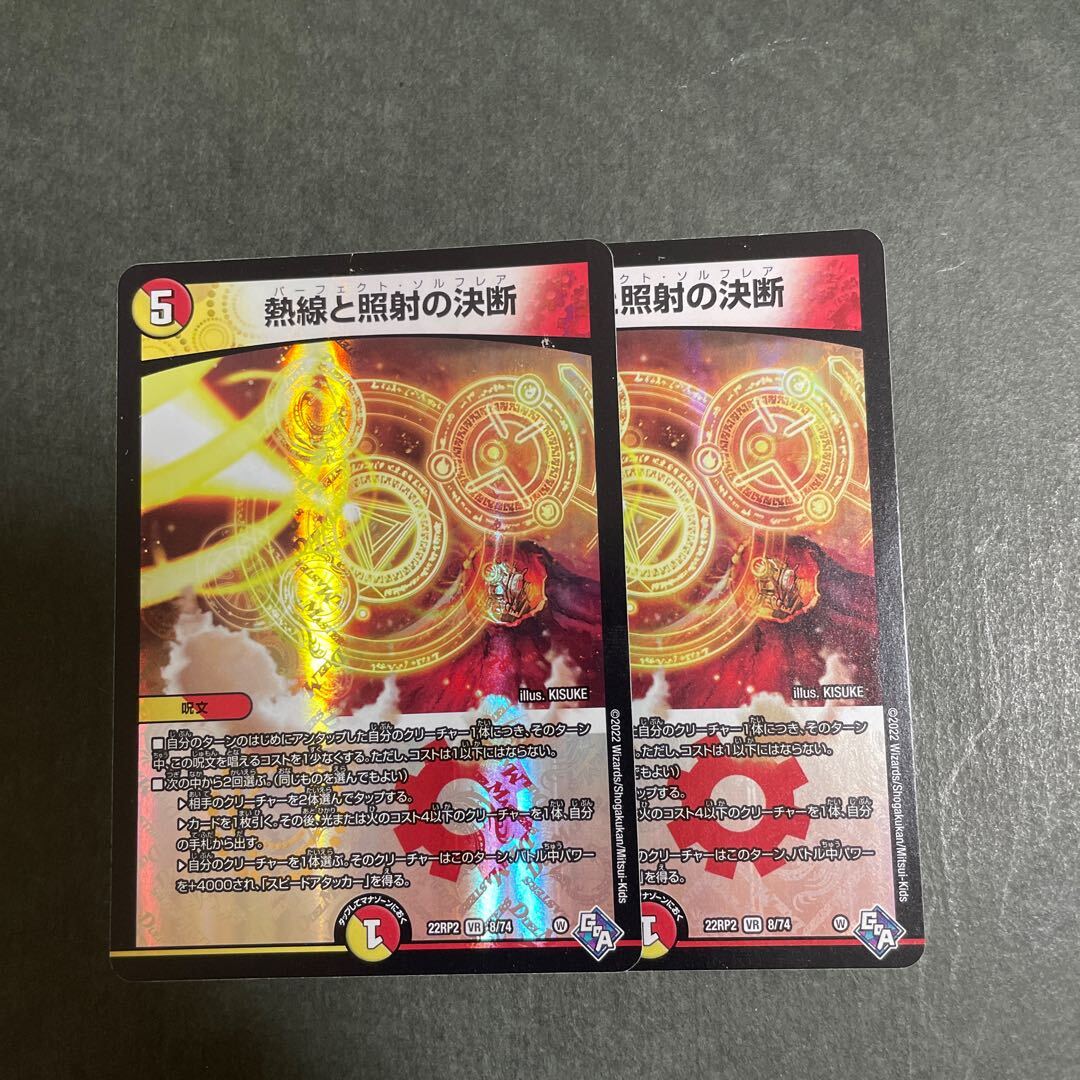 5
パーフェクト・ソルフレア
熱線と照射の決断
illus. KISUKE
呪文
■自分のターンのはじめにアンタップした自分のクリーチャー1体につき、そのターン
中、この呪文を唱えるコストを1少なくする。ただし、コストは1以下にはならない。
■次の中から2回選ぶ。(同じものを選んでもよい)
▶相手のクリーチャーを2体選んでタップする。
▶カードを1枚引く。その後、光または火のコスト4以下のクリーチャーを1体、自分
の手札から出す。
▶自分のクリーチャーを1体選ぶ。そのクリーチャーはこのターン、バトル中パワー
を+4000され、「スピードアタッカー」を得る。
タップしてマナゾーンにおく
1
22RP2 VR 8/74
W
©2022 Wizards/Shogakukan/Mitsui-Kids
クト・ソルフレア
照射の決断
illus. KISUKE
自分のクリーチャー1体につき、そのターン
。ただし、コストは1以下にはならない。
でもよい)
ップする。
火のコスト4以下のクリーチャーを1体、自分
のクリーチャーはこのターン、バトル中パワー
」を得る。
1
22RP2 VR 8/74
W
©2022 Wizards/Shogakukan/Mitsui-Kids